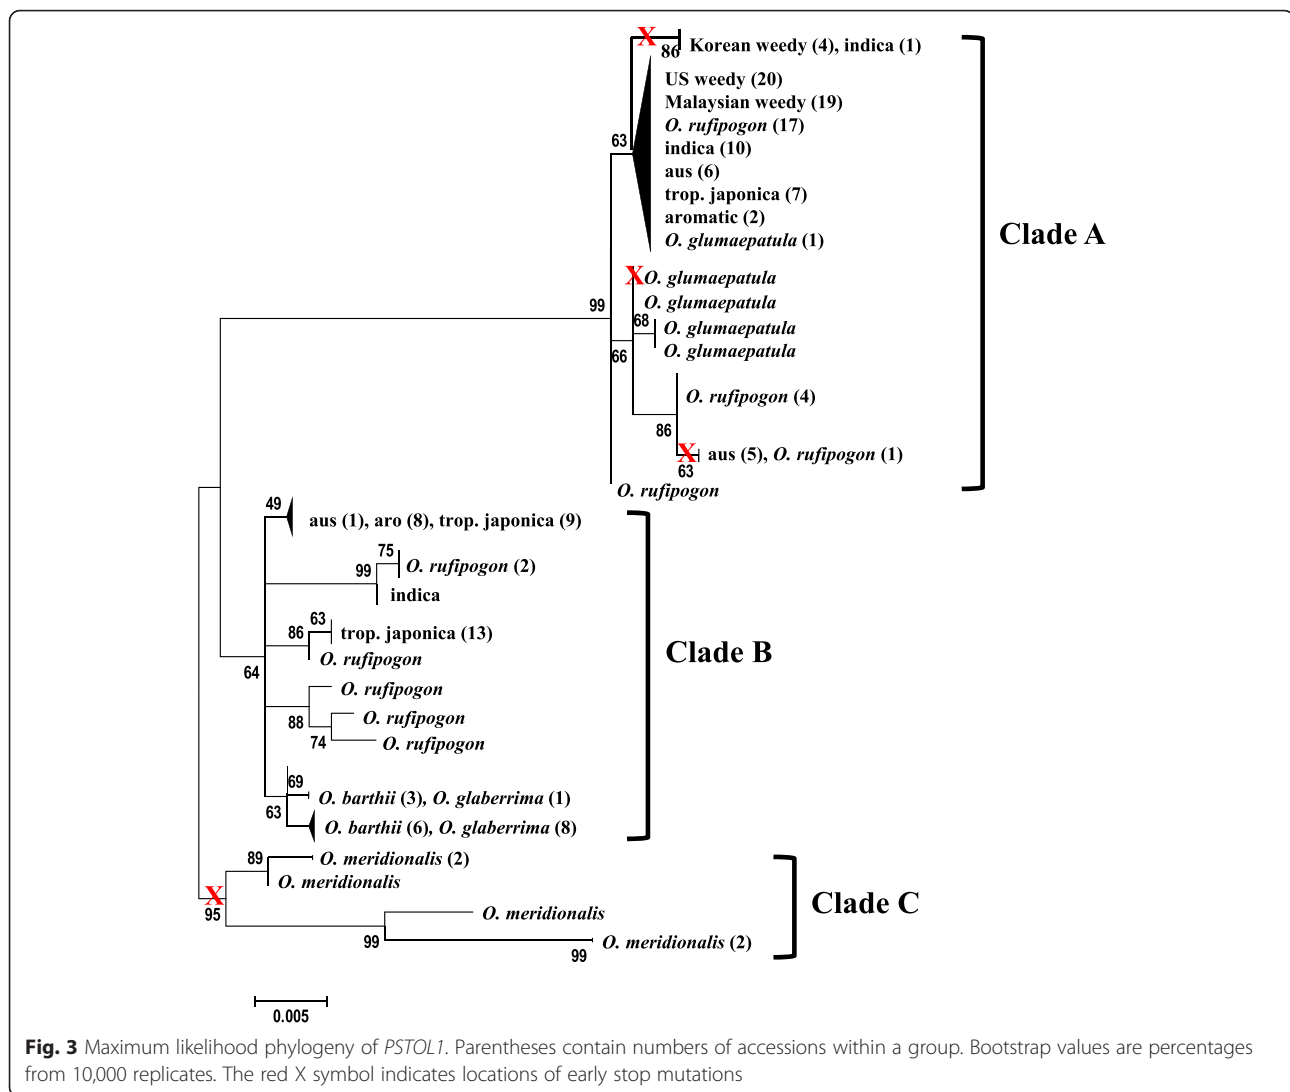 X
86
Korean weedy (4), indica (1)
US weedy (20)
Malaysian weedy (19)
O. rufipogon (17)
63
indica (10)
aus (6)
trop. japonica (7)
aromatic (2)
O. glumaepatula (1)
Clade A
X
O. glumaepatula
O. glumaepatula
99
68
O. glumaepatula
O. glumaepatula
66
O. rufipogon (4)
86
X
aus (5), O. rufipogon (1)
63
O. rufipogon
49
aus (1), aro (8), trop. japonica (9)
75
O. rufipogon (2)
99
indica
63
86
trop. japonica (13)
O. rufipogon
Clade B
64
O. rufipogon
88
O. rufipogon
74
O. rufipogon
69
O. barthii (3), O. glaberrima (1)
63
O. barthii (6), O. glaberrima (8)
89
O. meridionalis (2)
O. meridionalis
X
95
Clade C
O. meridionalis
99
O. meridionalis (2)
99
0.005
Fig. 3 Maximum likelihood phylogeny of PSTOL1. Parentheses contain numbers of accessions within a group. Bootstrap values are percentages
from 10,000 replicates. The red X symbol indicates locations of early stop mutations